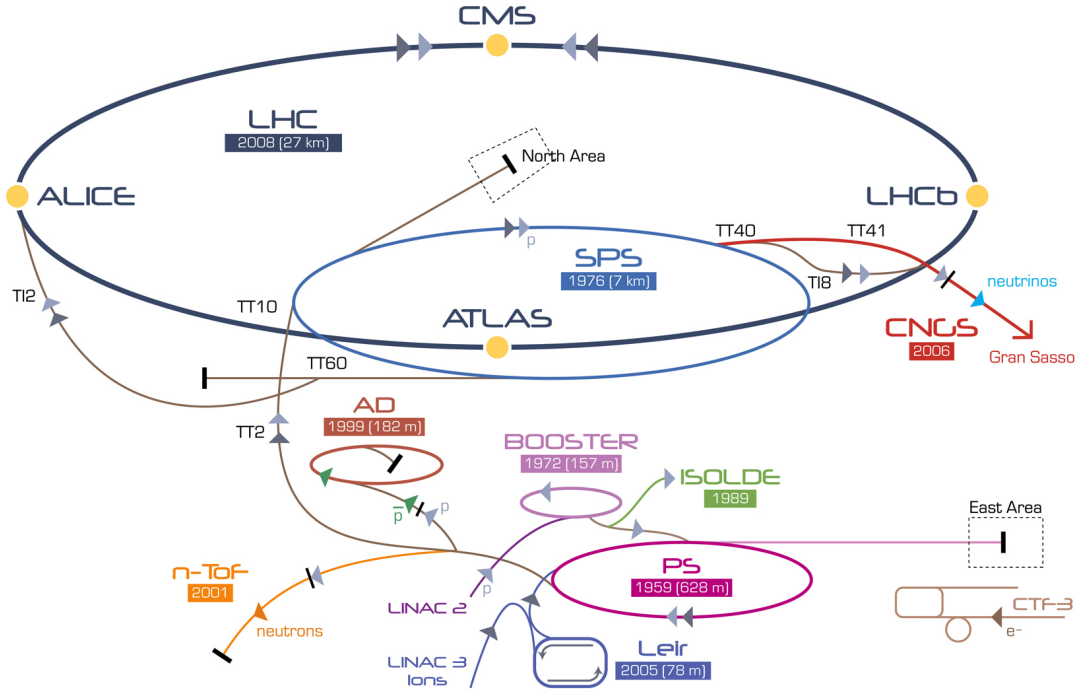 CMS
LHC
2008 (27 km)
North Area
ALICE
LHCb
TT40
TT41
p
SPS
1976 (7 km)
TI8
TI2
TT10
neutrinos
ATLAS
CNGS
2006
Gran Sasso
TT60
AD
1999 (182 m)
TT2
BOOSTER
1972 (157 m)
ISOLDE
1989
p
p̅
East Area
PS
1959 (628 m)
n-ToF
2001
p
LINAC 2
CTF3
e⁻
neutrons
Leir
2005 (78 m)
LINAC 3
Ions